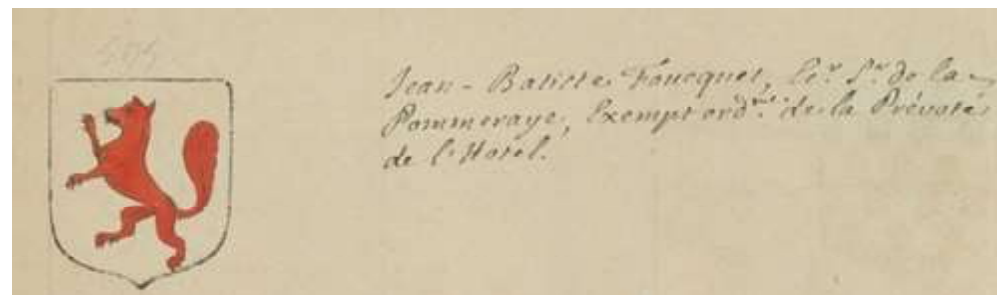 Jean-Batiste Foucquet, Ec.r S.r de la
Pommeraye, Exempt ord.re de la Prévoté
de l'Hotel.